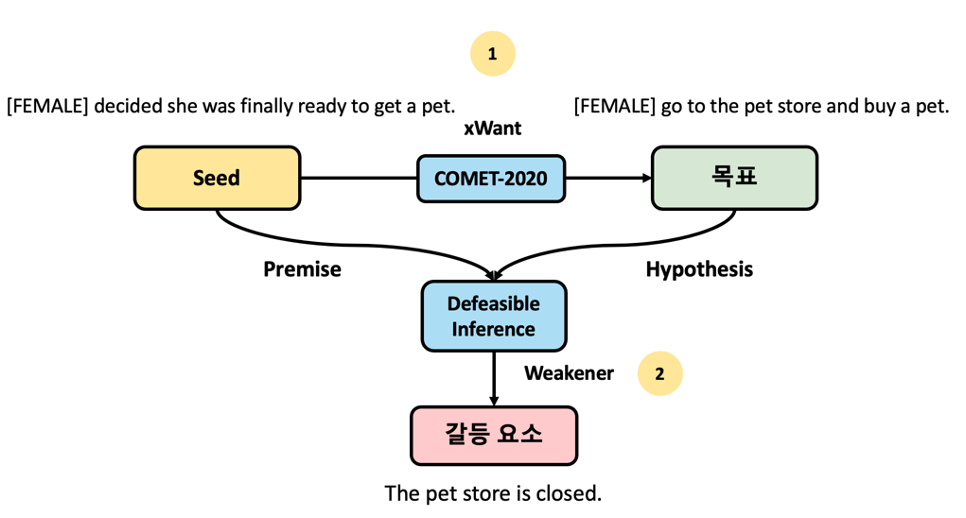 1
[FEMALE] decided she was finally ready to get a pet.
[FEMALE] go to the pet store and buy a pet.
xWant
Seed
COMET-2020
목표
Premise
Hypothesis
Defeasible
Inference
Weakener
2
갈등 요소
The pet store is closed.